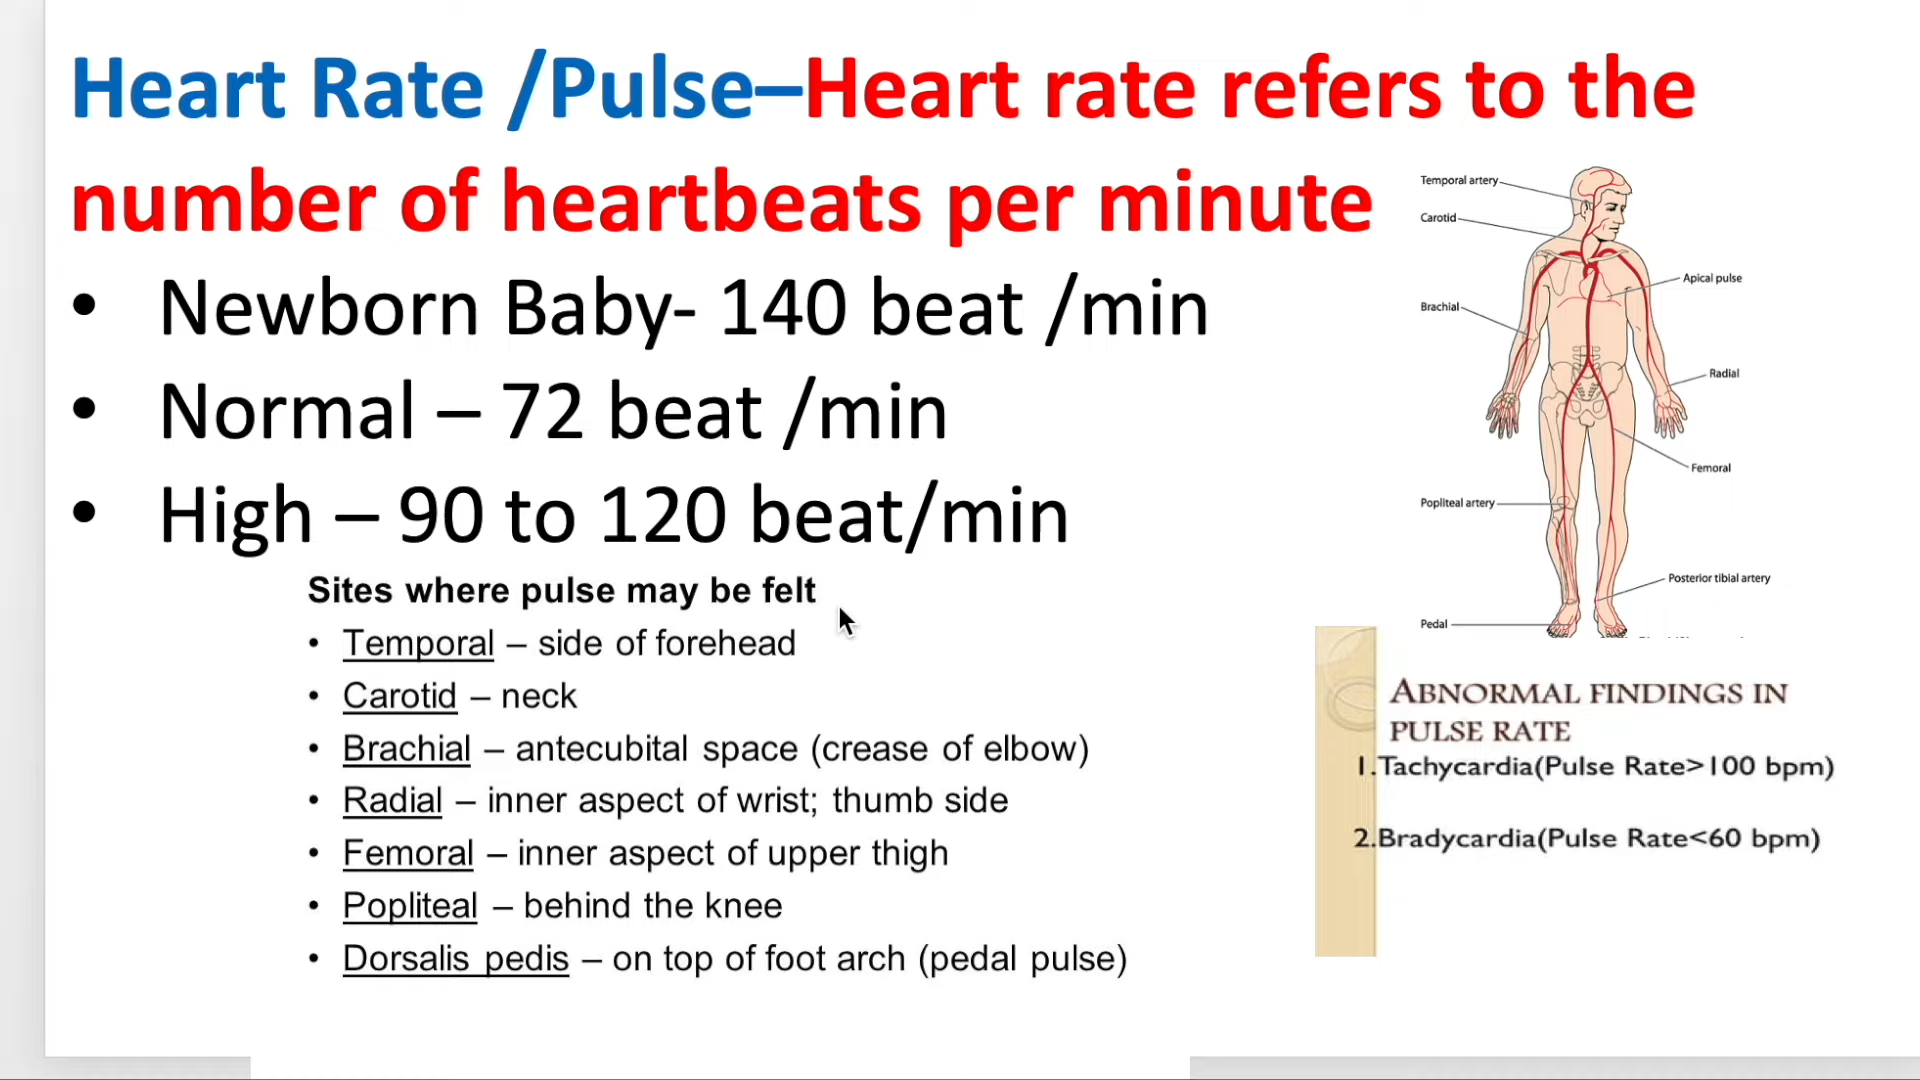 Heart Rate /Pulse–Heart rate refers to the
number of heartbeats per minute
• Newborn Baby- 140 beat /min
• Normal – 72 beat /min
• High – 90 to 120 beat/min
Sites where pulse may be felt
• Temporal – side of forehead
• Carotid – neck
• Brachial – antecubital space (crease of elbow)
• Radial – inner aspect of wrist; thumb side
• Femoral – inner aspect of upper thigh
• Popliteal – behind the knee
• Dorsalis pedis – on top of foot arch (pedal pulse)
Temporal artery
Carotid
Apical pulse
Brachial
Radial
Femoral
Popliteal artery
Posterior tibial artery
Pedal
ABNORMAL FINDINGS IN
PULSE RATE
1.Tachycardia(Pulse Rate>100 bpm)
2.Bradycardia(Pulse Rate<60 bpm)